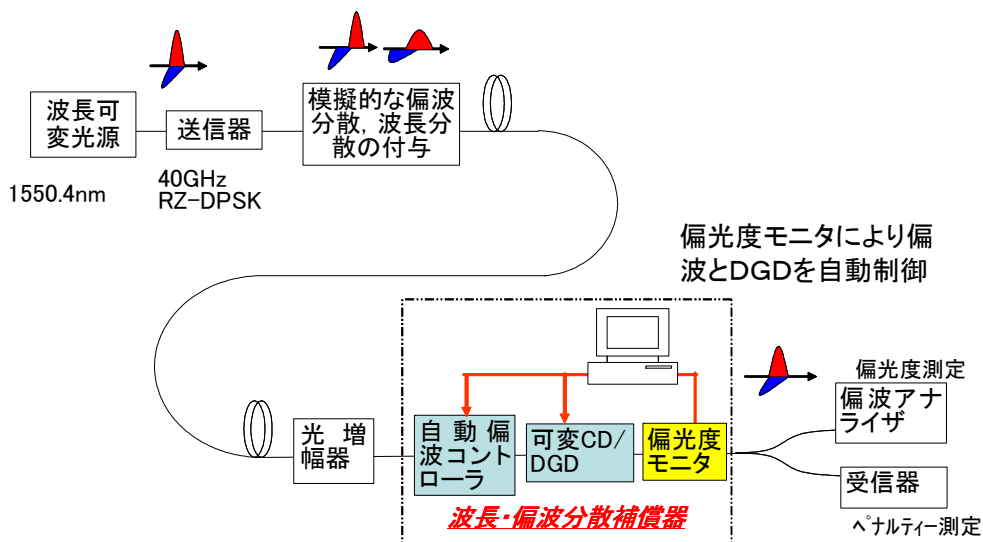 波長可
変光源
1550.4nm
送信器
40GHz
RZ-DPSK
模擬的な偏波
分散，波長分
散の付与
偏光度モニタにより偏
波とDGDを自動制御
光増
幅器
自動偏
波コント
ローラ
可変CD/
DGD
偏光度
モニタ
波長・偏波分散補償器
偏光度測定
偏波アナ
ライザ
受信器
ペナルティー測定